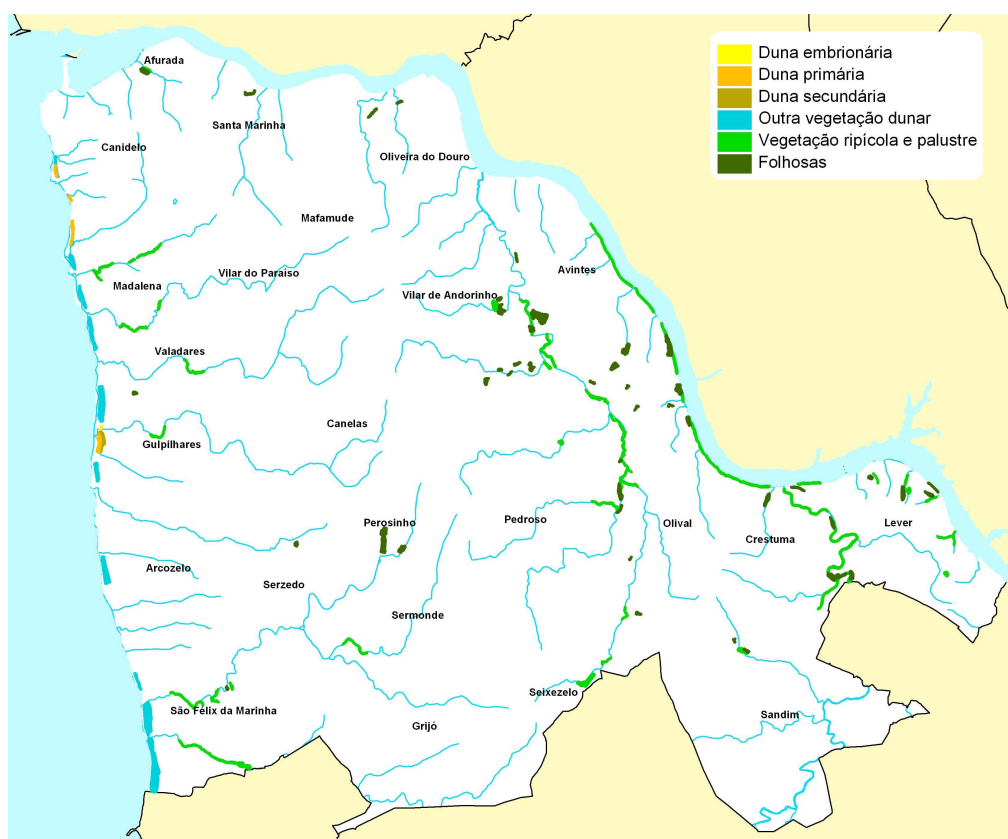 Afurada
Duna embrionária
Duna primária
Duna secundária
Outra vegetação dunar
Vegetação ripícola e palustre
Folhosas
Santa Marinha
Canidelo
Oliveira do Douro
Mafamude
Avintes
Vilar do Paraíso
Madalena
Vilar de Andorinho
Valadares
Canelas
Gulpilhares
Perosinho
Pedroso
Olival
Lever
Crestuma
Arcozelo
Serzedo
Sermonde
Seixezelo
São Félix da Marinha
Sandim
Grijó